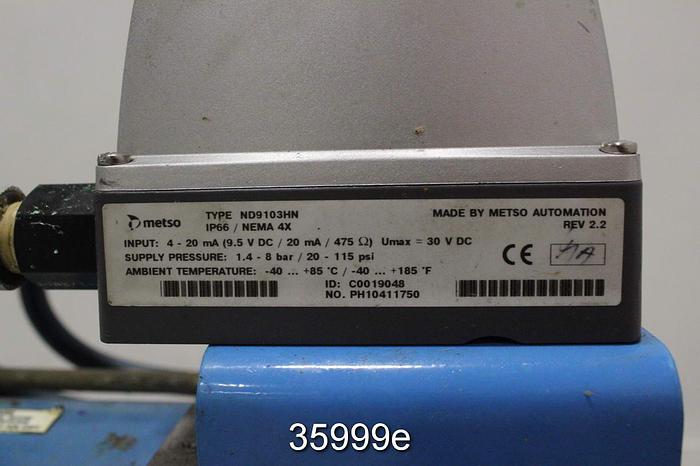 metso
TYPE ND9103HN
IP66 / NEMA 4X
MADE BY METSO AUTOMATION
REV 2.2
INPUT: 4 - 20 mA (9.5 V DC / 20 mA / 475 Ω) Umax = 30 V DC
SUPPLY PRESSURE: 1.4 - 8 bar / 20 - 115 psi
AMBIENT TEMPERATURE: -40 ... +85 °C / -40 ... +185 °F
CE
ID: C0019048
NO. PH10411750
35999e